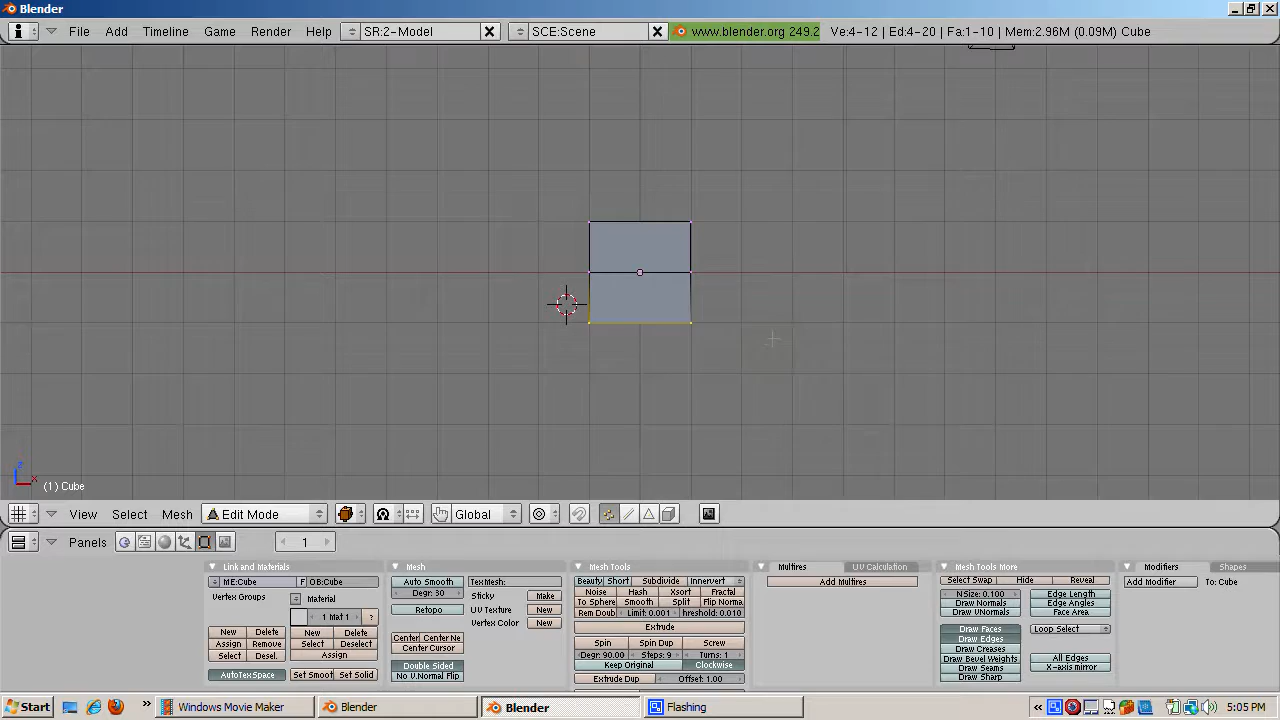 Blender
File Add Timeline Game Render Help SR:2-Model SCE:Scene www.blender.org 249.2 Ve:4-12 | Ed:4-20 | Fa:1-10 | Mem:2.96M (0.09M) Cube
z
x
(1) Cube
View Select Mesh Edit Mode Global
Panels 1
Link and Materials
ME:Cube F OB:Cube
Vertex Groups
Material
1 Mat 1 ?
New Delete New Delete
Assign Remove Select Deselect
Select Desel. Assign
AutoTexSpace Set Smoot Set Solid
Mesh
Auto Smooth TexMesh:
Degr: 30 Sticky Make
Retopo UV Texture New
Vertex Color New
Center Center Ne
Center Cursor
Double Sided
No V.Normal Flip
Mesh Tools
Beauty Short Subdivide Innervert
Noise Hash Xsort Fractal
To Sphere Smooth Split Flip Norma
Rem Doub Limit: 0.001 hreshold: 0.010
Extrude
Spin Spin Dup Screw
Degr: 90.00 Steps: 9 Turns: 1
Keep Original Clockwise
Extrude Dup Offset: 1.00
Multires UV Calculation
Add Multires
Mesh Tools More
Select Swap Hide Reveal
NSize: 0.100 Edge Length
Draw Normals Edge Angles
Draw VNormals Face Area
Draw Faces Loop Select
Draw Edges
Draw Creases
Draw Bevel Weights All Edges
Draw Seams X-axis mirror
Draw Sharp
Modifiers Shapes
Add Modifier To: Cube
Start » Windows Movie Maker Blender Blender Flashing « 5:05 PM